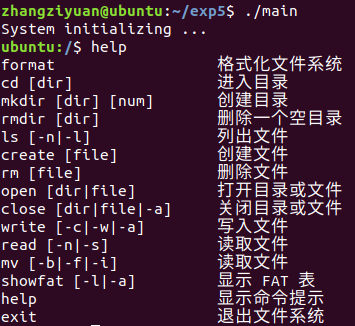 zhangziyuan@ubuntu:~/exp5$ ./main
System initializing ...
ubuntu:/$ help
format 格式化文件系统
cd [dir] 进入目录
mkdir [dir] [num] 创建目录
rmdir [dir] 删除一个空目录
ls [-n|-l] 列出文件
create [file] 创建文件
rm [file] 删除文件
open [dir|file] 打开目录或文件
close [dir|file|-a] 关闭目录或文件
write [-c|-w|-a] 写入文件
read [-n|-s] 读取文件
mv [-b|-f|-i] 读取文件
showfat [-l|-a] 显示 FAT 表
help 显示命令提示
exit 退出文件系统